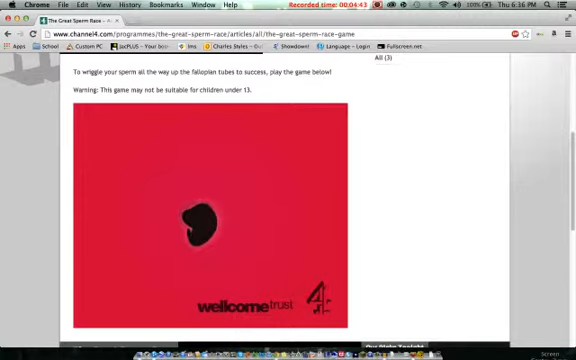 Chrome File Edit View History Bookmarks Window Help Recorded time: 00:04:43 100% Fri 7 6:36 PM
The Great Sperm Race -
www.channel4.com/programmes/the-great-sperm-race/articles/all/the-great-sperm-race-game
Apps School Custom PC Charles Styles Showdown! Language - Login Fullscreen.net
All (3)
To wriggle your sperm all the way up the fallopian tubes to success, play the game below!
Warning: This game may not be suitable for children under 13.
wellcometrust 4